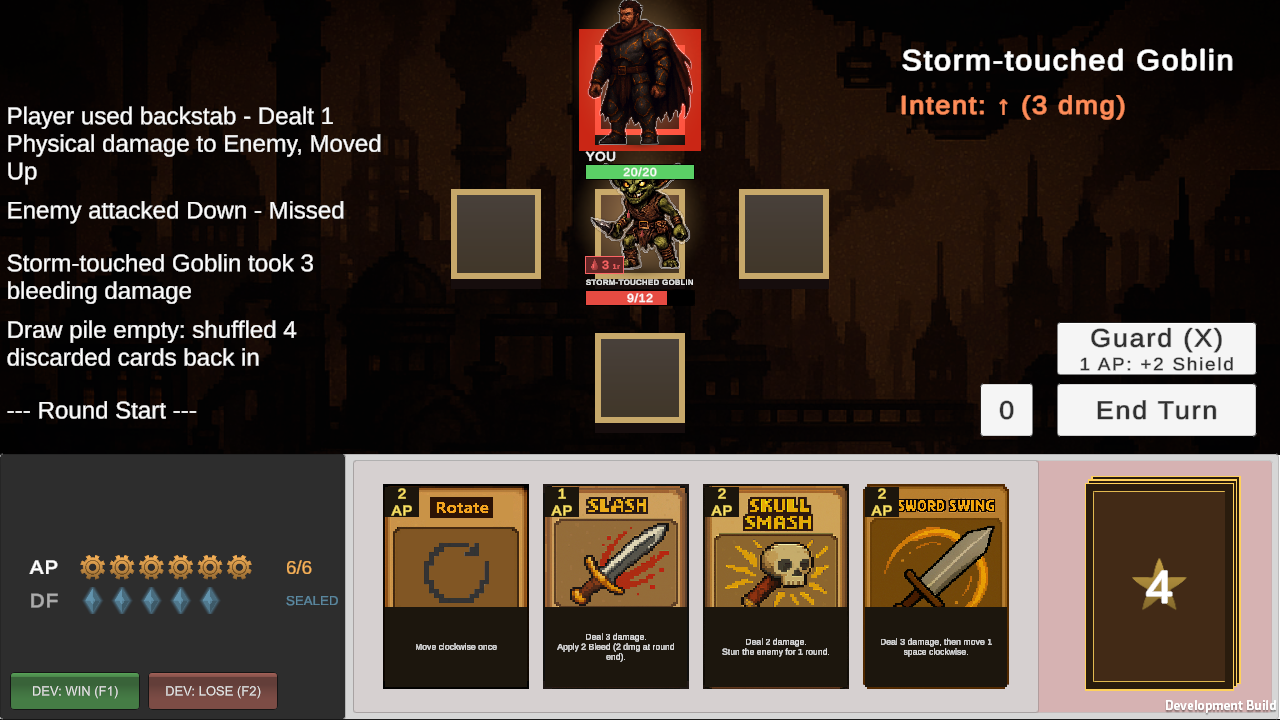 Storm-touched Goblin
Intent: ↑ (3 dmg)
Player used backstab - Dealt 1
Physical damage to Enemy, Moved
Up
Enemy attacked Down - Missed
Storm-touched Goblin took 3
bleeding damage
Draw pile empty: shuffled 4
discarded cards back in
--- Round Start ---
YOU
20/20
3 1r
STORM-TOUCHED GOBLIN
9/12
Guard (X)
1 AP: +2 Shield
0
End Turn
AP
6/6
DF
SEALED
DEV: WIN (F1)
DEV: LOSE (F2)
2
AP
Rotate
Move clockwise once
1
AP
SLASH
Deal 3 damage.
Apply 2 Bleed (2 dmg at round
end).
2
AP
SKULL
SMASH
Deal 2 damage.
Stun the enemy for 1 round.
2
AP
SWORD SWING
Deal 3 damage, then move 1
space clockwise.
4
Development Build